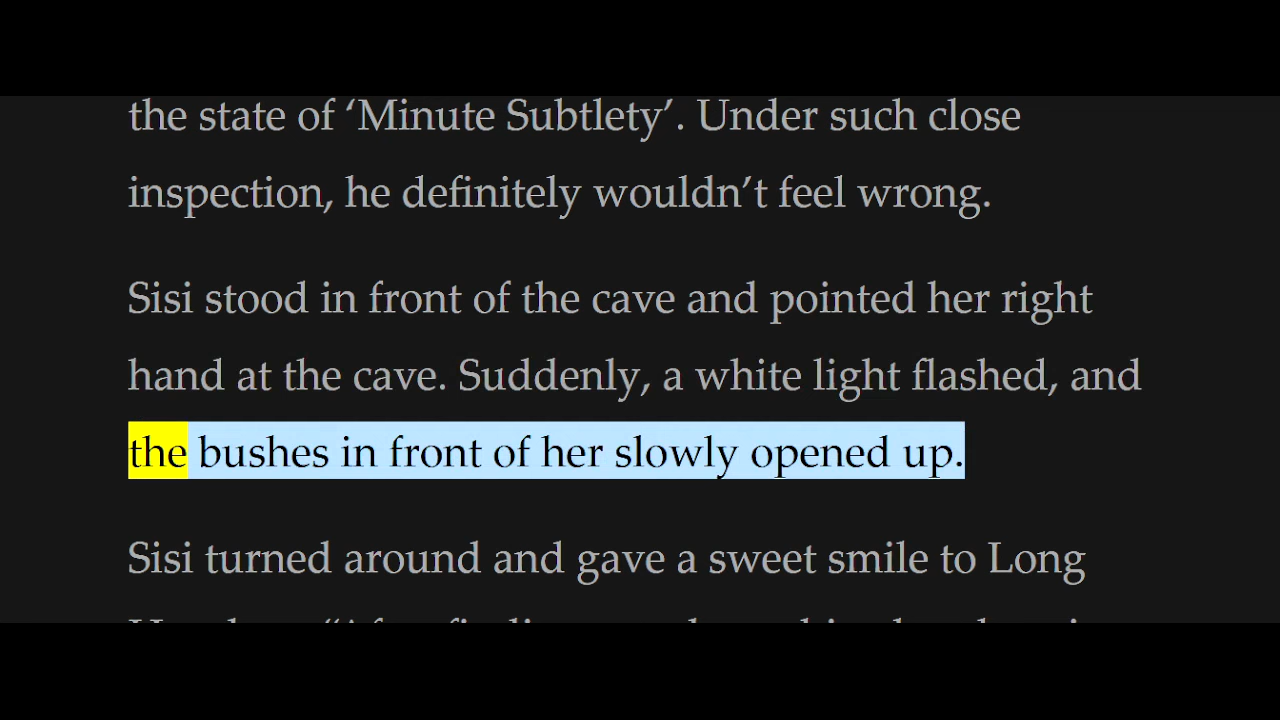 the state of ‘Minute Subtlety’. Under such close
inspection, he definitely wouldn’t feel wrong.
Sisi stood in front of the cave and pointed her right
hand at the cave. Suddenly, a white light flashed, and
the bushes in front of her slowly opened up.
Sisi turned around and gave a sweet smile to Long